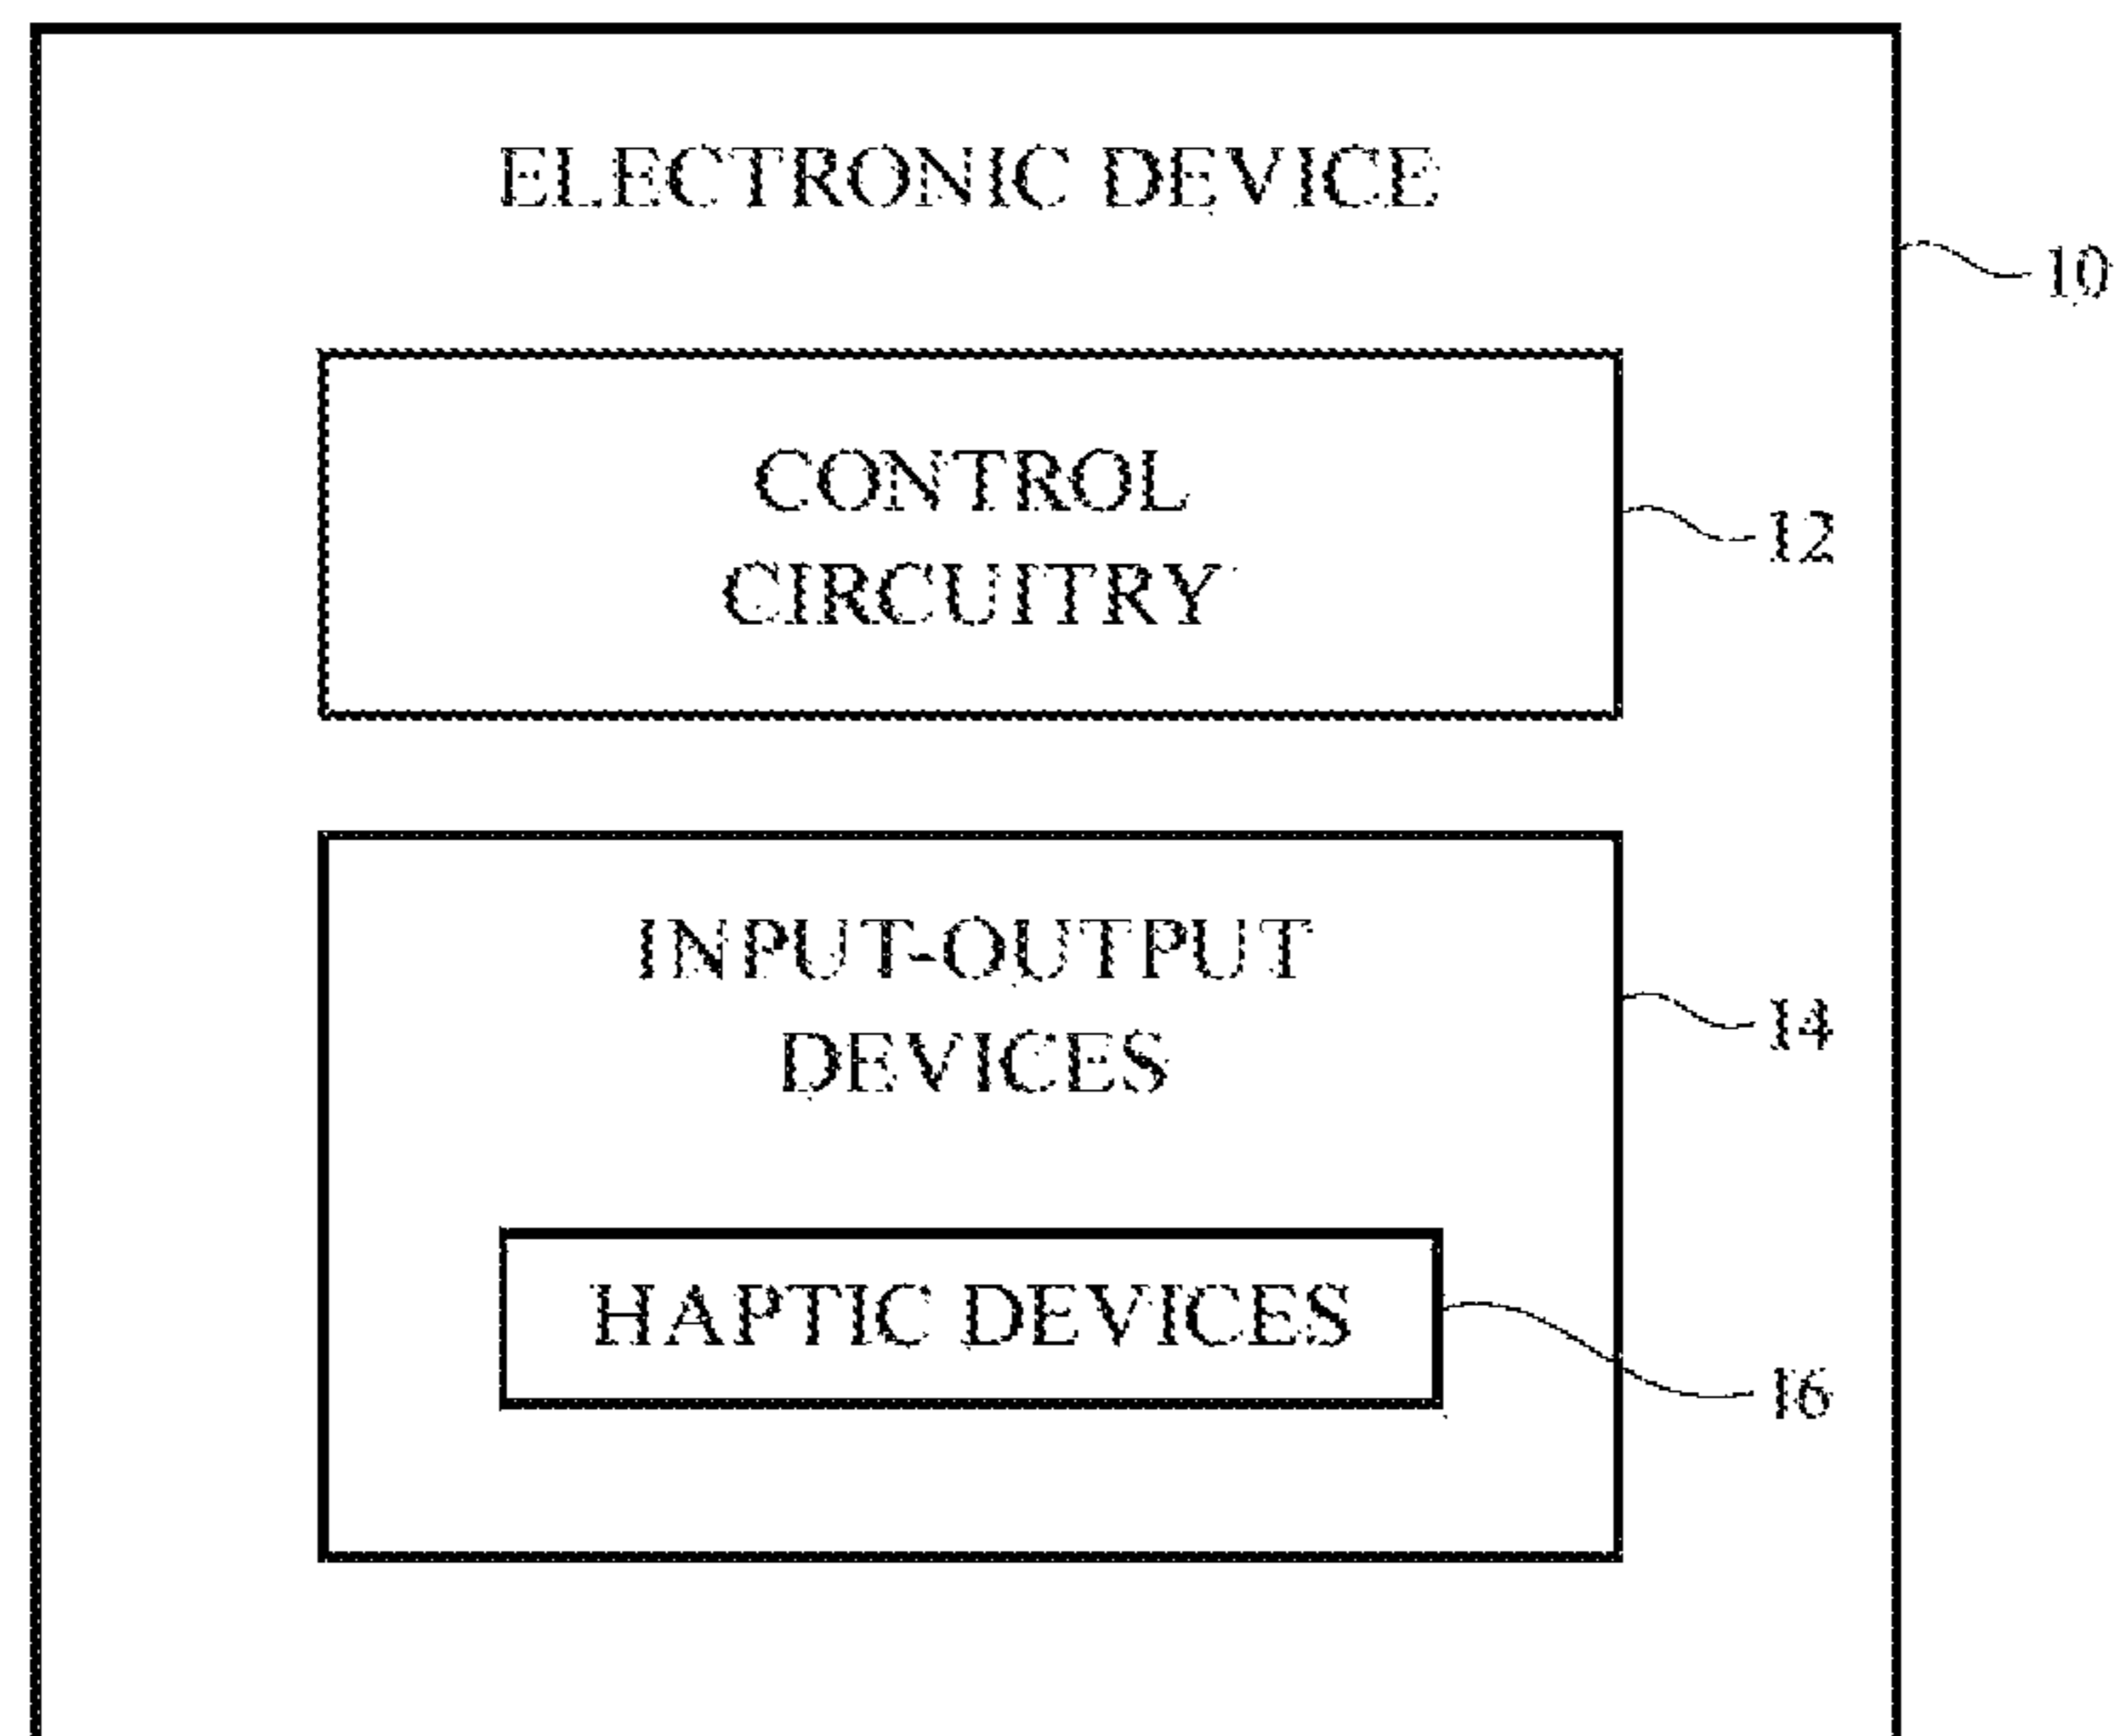 ELECTRONIC DEVICE
10
CONTROL
CIRCUITRY
12
INPUT-OUTPUT
DEVICES
14
HAPTIC DEVICES
16